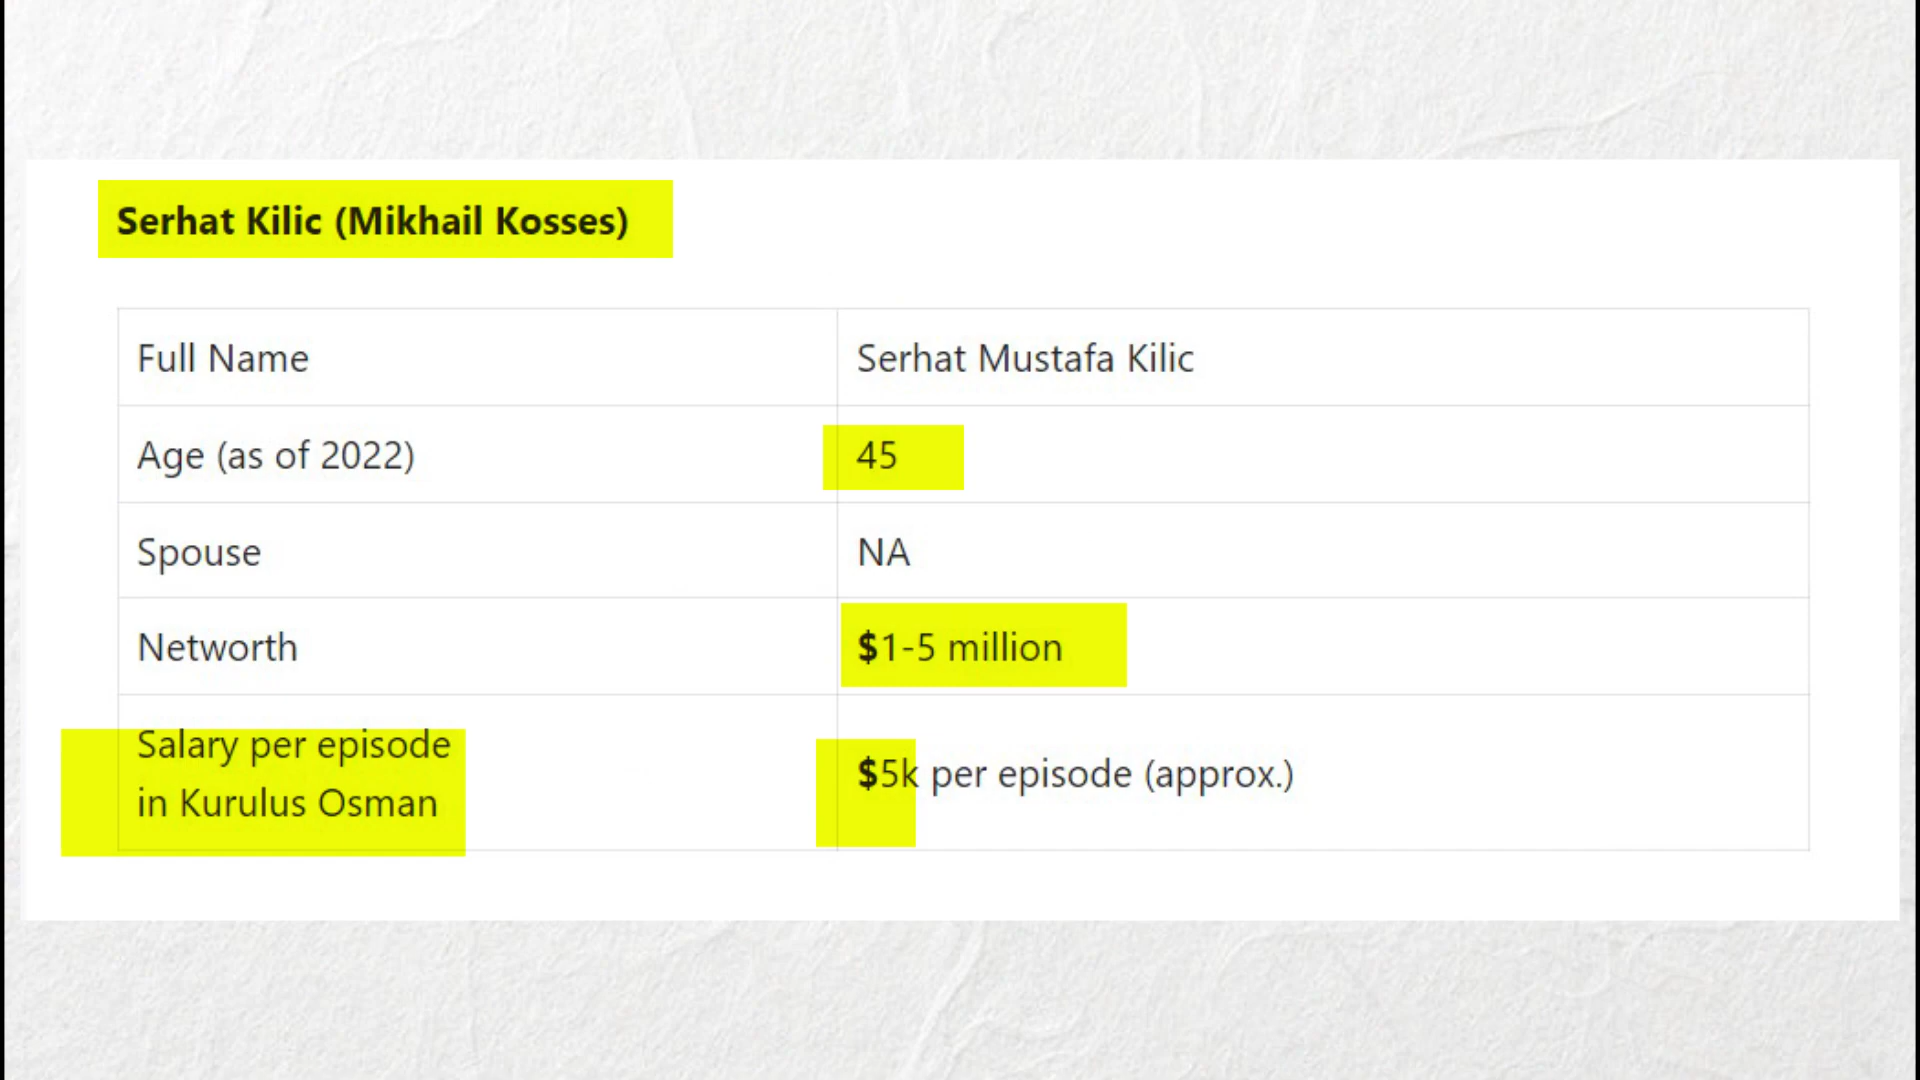 Serhat Kilic (Mikhail Kosses)
Full Name
Serhat Mustafa Kilic
Age (as of 2022)
45
Spouse
NA
Networth
$1-5 million
Salary per episode
in Kurulus Osman
$5k per episode (approx.)